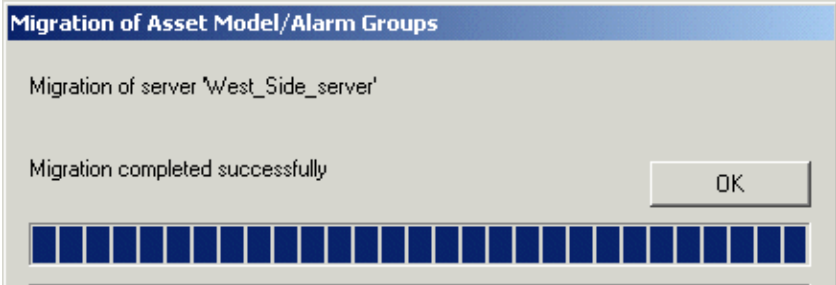 Migration of Asset Model/Alarm Groups
Migration of server 'West_Side_server'
Migration completed successfully
OK